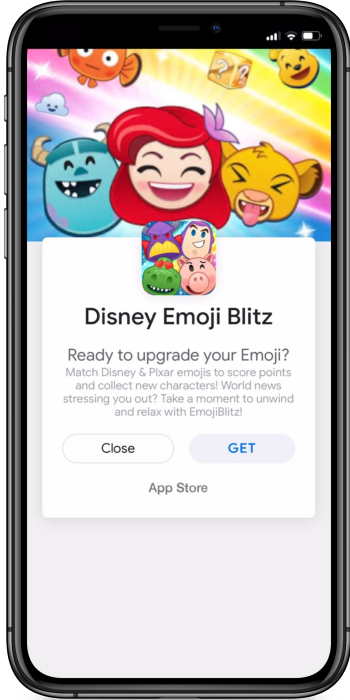 Disney Emoji Blitz
Ready to upgrade your Emoji?
Match Disney & PIxar emojis to score points
and collect new characters! World news
stressing you out? Take a moment to unwind
and relax with EmojiBlitz!
Close
GET
App Store